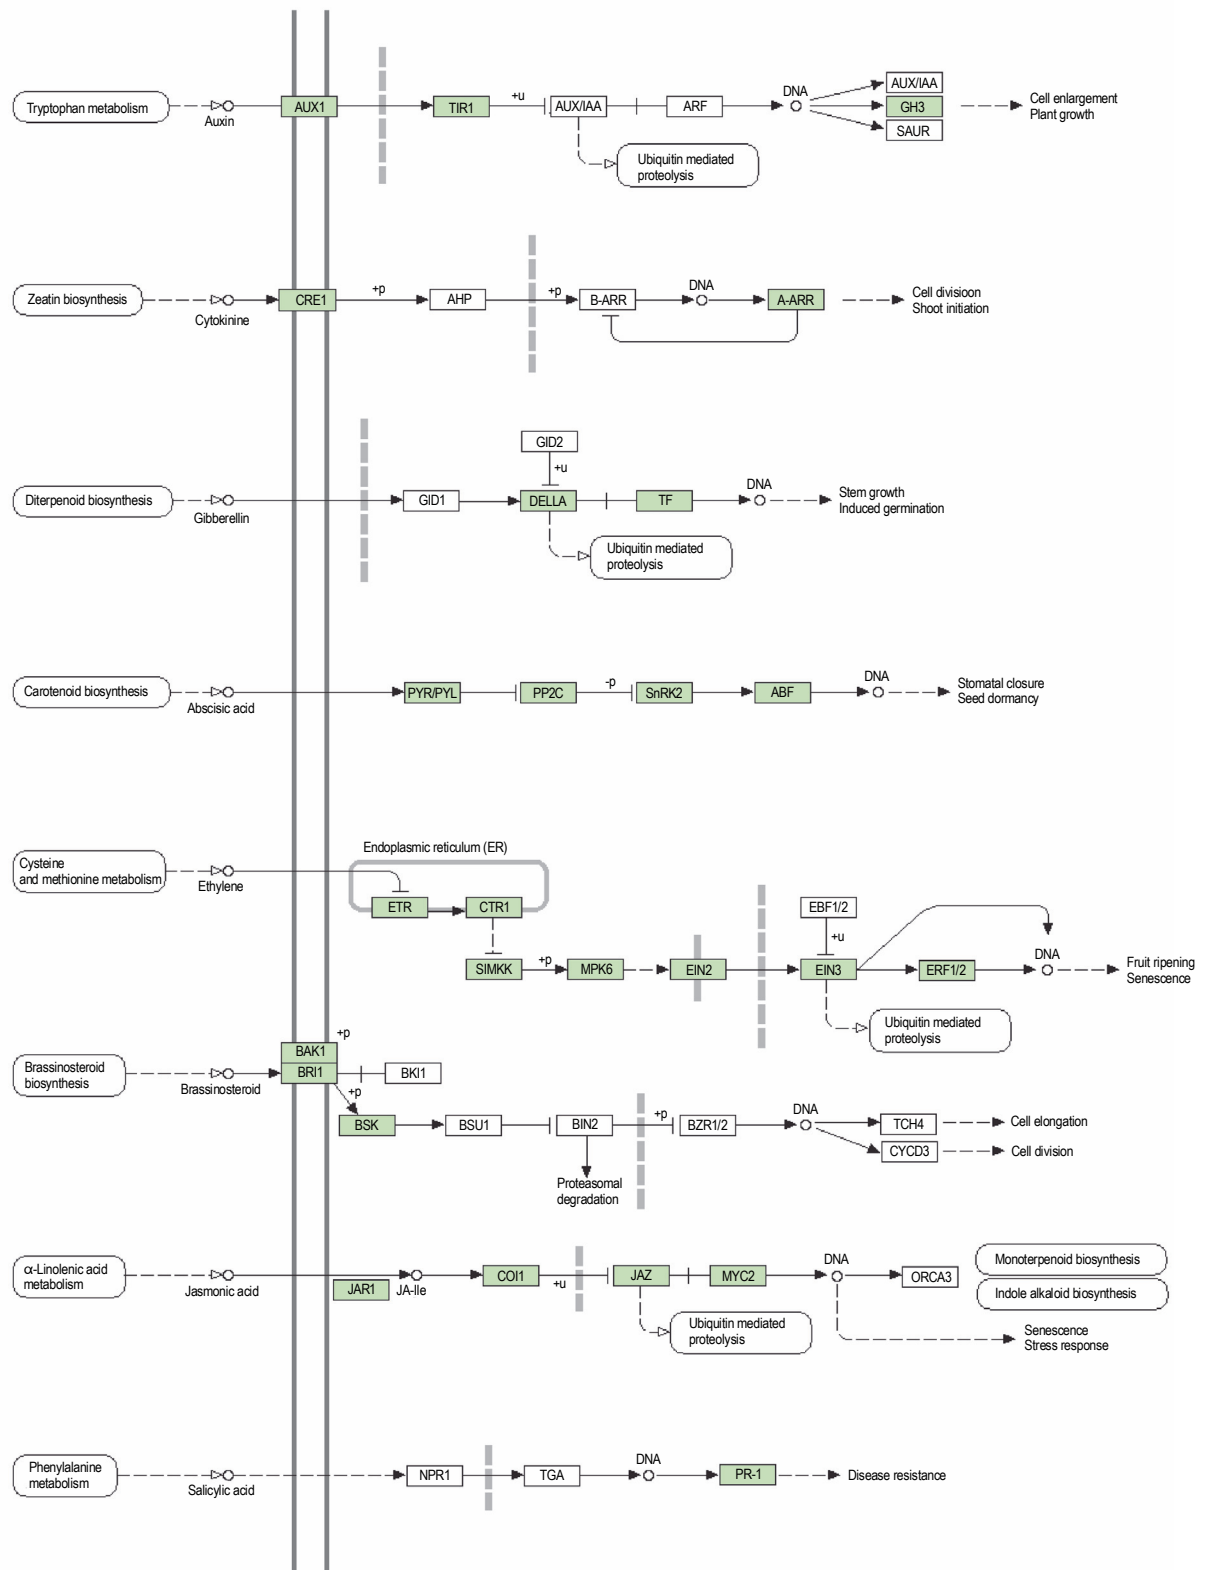 Tryptophan metabolism
Auxin
AUX1
TIR1
+u
AUX/IAA
ARF
DNA
AUX/IAA
GH3
SAUR
Cell enlargement
Plant growth
Ubiquitin mediated
proteolysis
Zeatin biosynthesis
Cytokinine
CRE1
+p
AHP
+p
B-ARR
DNA
A-ARR
Cell divisioon
Shoot initiation
GID2
+u
Diterpenoid biosynthesis
Gibberellin
GID1
DELLA
TF
DNA
Stem growth
Induced germination
Ubiquitin mediated
proteolysis
Carotenoid biosynthesis
Abscisic acid
PYR/PYL
PP2C
-p
SnRK2
ABF
DNA
Stomatal closure
Seed dormancy
Cysteine
and methionine metabolism
Ethylene
Endoplasmic reticulum (ER)
ETR
CTR1
SIMKK
+p
MPK6
EIN2
EBF1/2
+u
EIN3
ERF1/2
DNA
Fruit ripening
Senescence
Ubiquitin mediated
proteolysis
Brassinosteroid
biosynthesis
Brassinosteroid
+p
BAK1
BRI1
BKI1
+p
BSK
BSU1
BIN2
+p
BZR1/2
DNA
TCH4
Cell elongation
CYCD3
Cell division
Proteasomal
degradation
α-Linolenic acid
metabolism
Jasmonic acid
JAR1
JA-Ile
COI1
+u
JAZ
MYC2
DNA
ORCA3
Monoterpenoid biosynthesis
Indole alkaloid biosynthesis
Ubiquitin mediated
proteolysis
Senescence
Stress response
Phenylalanine
metabolism
Salicylic acid
NPR1
TGA
DNA
PR-1
Disease resistance